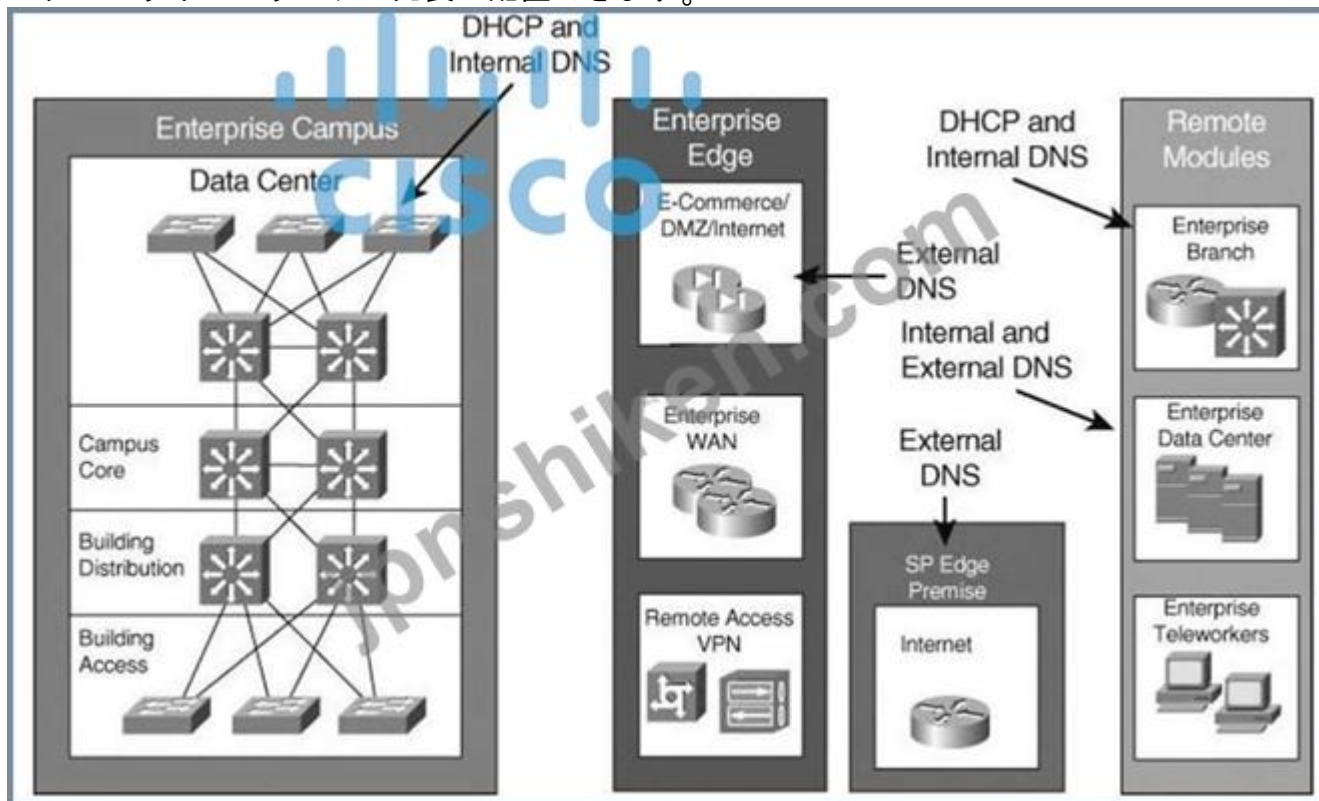 DHCP and
Internal DNS
Enterprise Campus
Data Center
Campus
Core
Building
Distribution
Building
Access
CISCO
Enterprise
Edge
E-Commerce/
DMZ/Internet
Enterprise
WAN
Remote Access
VPN
External
DNS
DHCP and
Internal DNS
Internal and
External DNS
External
DNS
SP Edge
Premise
Internet
Remote
Modules
Enterprise
Branch
Enterprise
Data Center
Enterprise
Teleworkers
jpnshiken.com